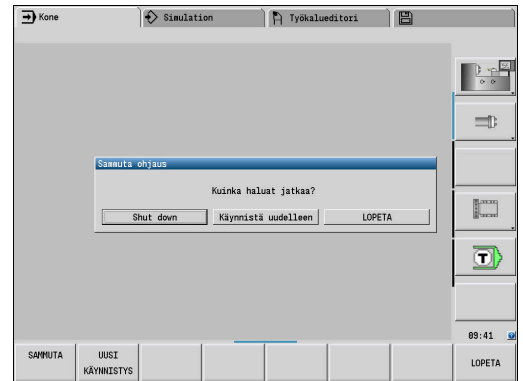 Kone
Simulation
Työkalueditori
Sammuta ohjaus
Kuinka haluat jatkaa?
Shut down
Käynnistä uudelleen
LOPETA
T
09:41
SAMMUTA
UUSI
KÄYNNISTYS
LOPETA